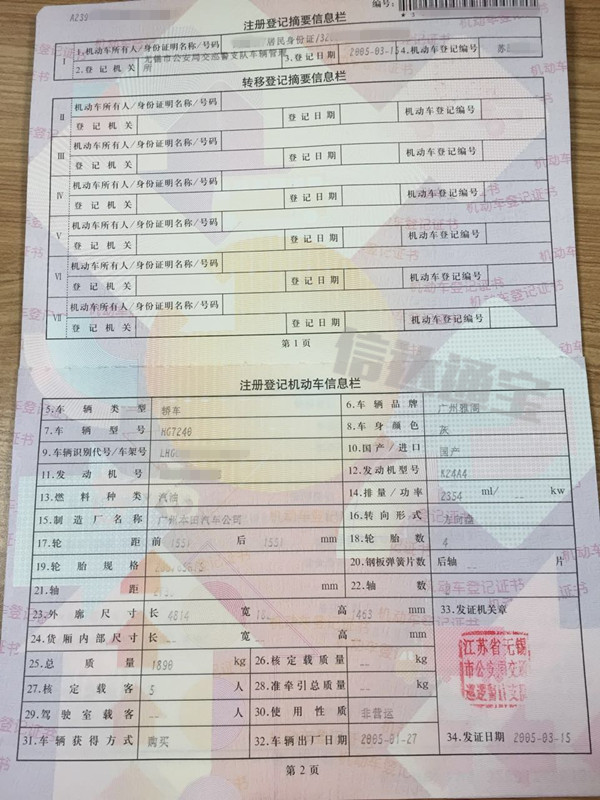 A239
编号:
注册登记摘要信息栏
I
1.机动车所有人/身份证明名称/号码 居民身份证/32
2.登记机关 无锡市公安局交巡警支队车辆管理所 3.登记日期 2005-03-15 4.机动车登记编号 苏
转移登记摘要信息栏
II 机动车所有人/身份证明名称/号码
登记机关 登记日期 机动车登记编号
III 机动车所有人/身份证明名称/号码
登记机关 登记日期 机动车登记编号
IV 机动车所有人/身份证明名称/号码
登记机关 登记日期 机动车登记编号
V 机动车所有人/身份证明名称/号码
登记机关 登记日期 机动车登记编号
VI 机动车所有人/身份证明名称/号码
登记机关 登记日期 机动车登记编号
VII 机动车所有人/身份证明名称/号码
登记机关 登记日期 机动车登记编号
第1页
信钛通宝
注册登记机动车信息栏
5.车辆类型 轿车 6.车辆品牌 广州雅阁
7.车辆型号 HG7240 8.车身颜色 灰
9.车辆识别代号/车架号 LHG 10.国产/进口 国产
11.发动机号 12.发动机型号 K24A4
13.燃料种类 汽油 14.排量/功率 2354 ml/ -- kw
15.制造厂名称 广州本田汽车公司 16.转向形式
17.轮距 前 1551 后 1551 mm 18.轮胎数 4
19.轮胎规格 20.钢板弹簧片数 后轴 -- 片
21.轴距 mm 22.轴数
23.外廓尺寸 长 4814 宽 高 1463 mm 33.发证机关章
24.货厢内部尺寸 长 -- 宽 -- 高 -- mm
25.总质量 1890 kg 26.核定载质量 -- kg
27.核定载客 5 人 28.准牵引总质量 -- kg
29.驾驶室载客 -- 人 30.使用性质 非营运
31.车辆获得方式 购买 32.车辆出厂日期 2005-01-27 34.发证日期 2005-03-15
江苏省无锡
市公安局交通
巡逻警察支队
第2页
机动车登记证书